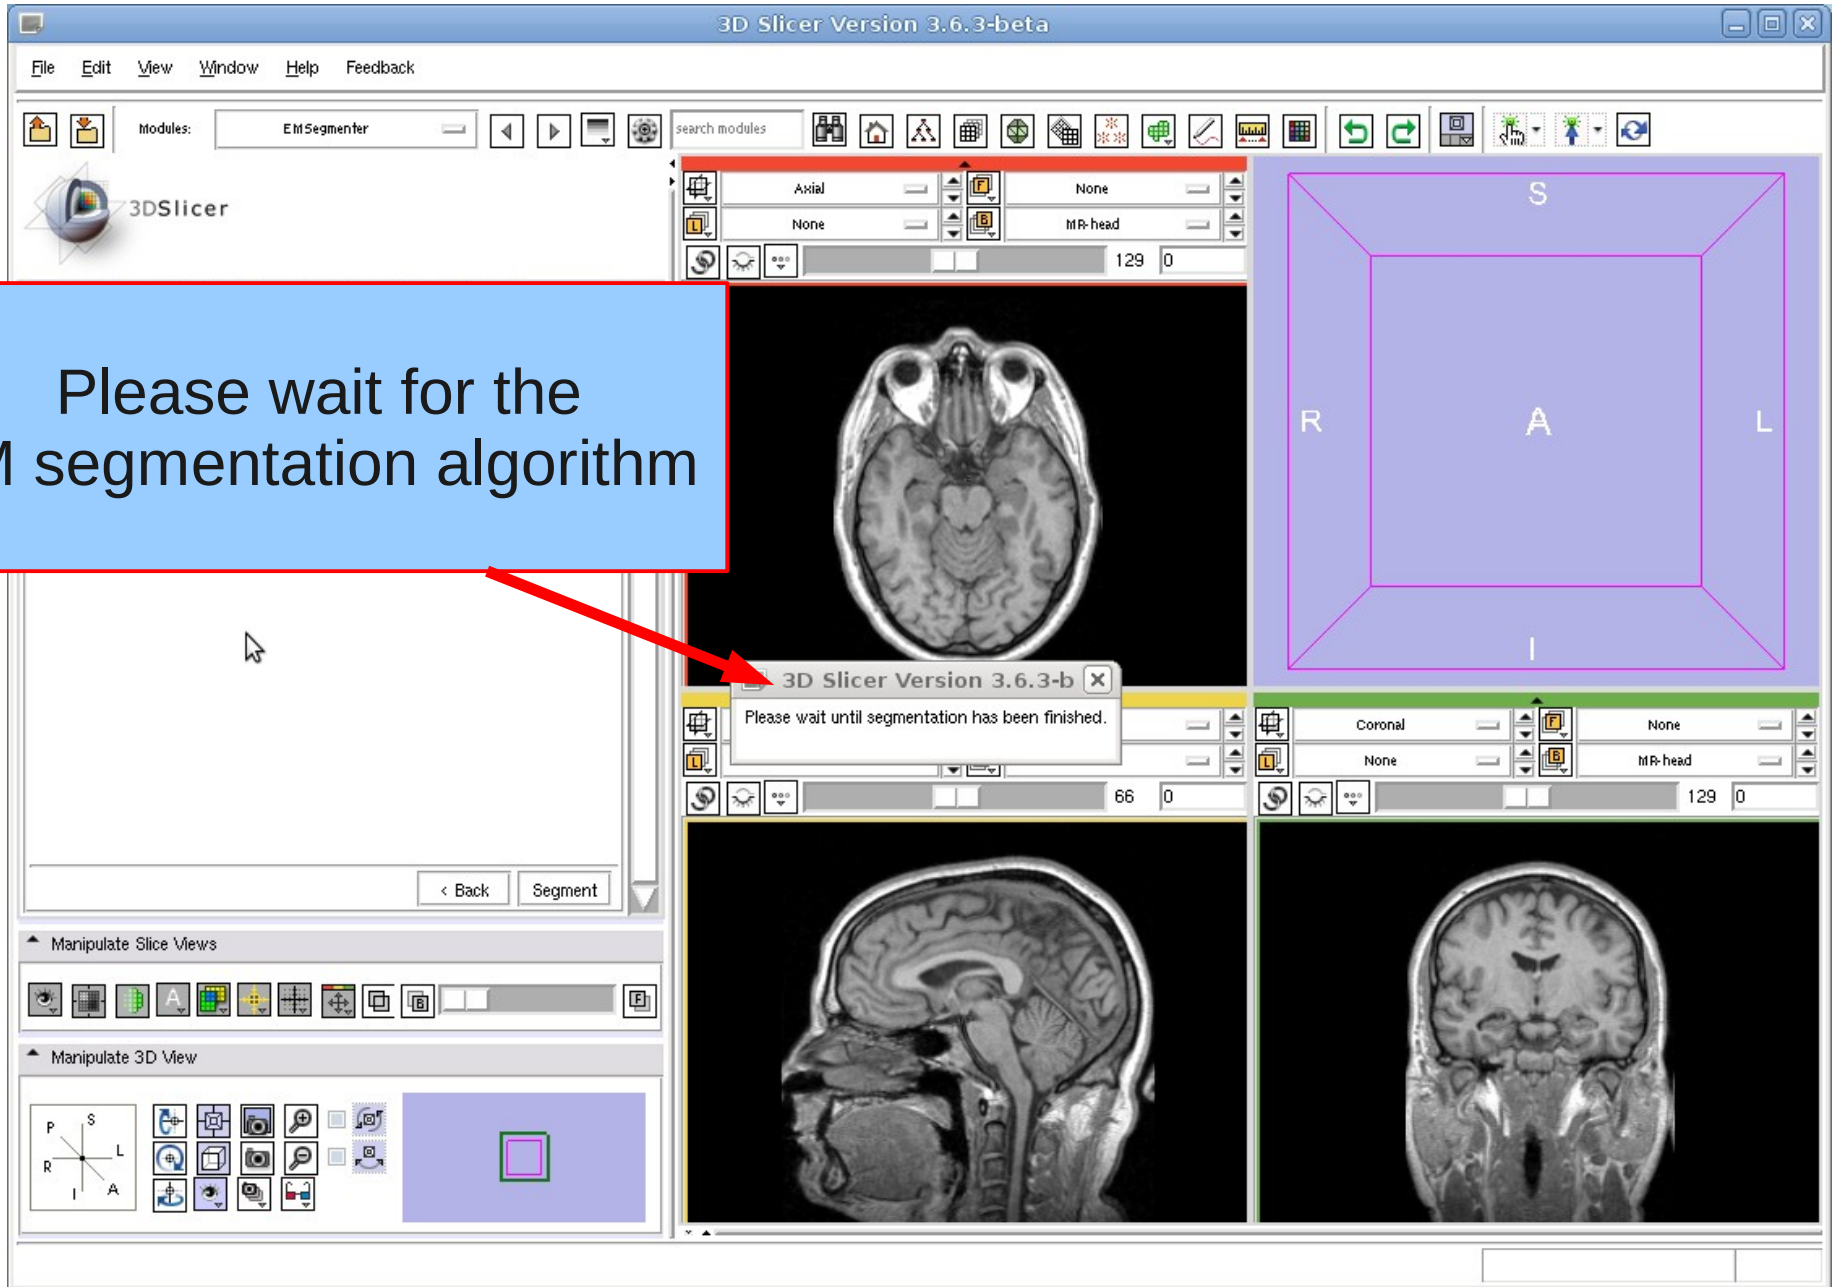 3D Slicer Version 3.6.3-beta
File Edit View Window Help Feedback
Modules: EMSegmenter search modules
3DSlicer
Axial F None
L None B MR-head
129 0
Please wait for the
M segmentation algorithm
S
R A L
I
3D Slicer Version 3.6.3-b
Please wait until segmentation has been finished.
L
66 0
Coronal F None
L None B MR-head
129 0
< Back Segment
Manipulate Slice Views
A B F
Manipulate 3D View
P S
R L
I A